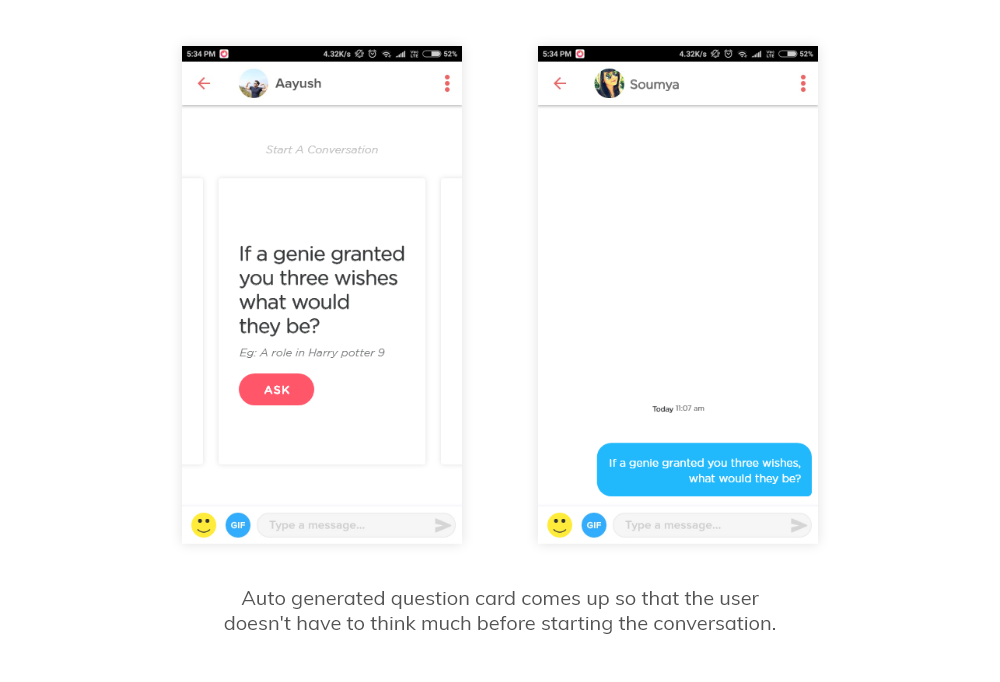 5:34 PM 4.32K/s 52%
Aayush
Start A Conversation
If a genie granted
you three wishes
what would
they be?
Eg: A role in Harry potter 9
ASK
GIF Type a message...
5:34 PM 4.32K/s 52%
Soumya
Today 11:07 am
If a genie granted you three wishes,
what would they be?
GIF Type a message...
Auto generated question card comes up so that the user
doesn't have to think much before starting the conversation.